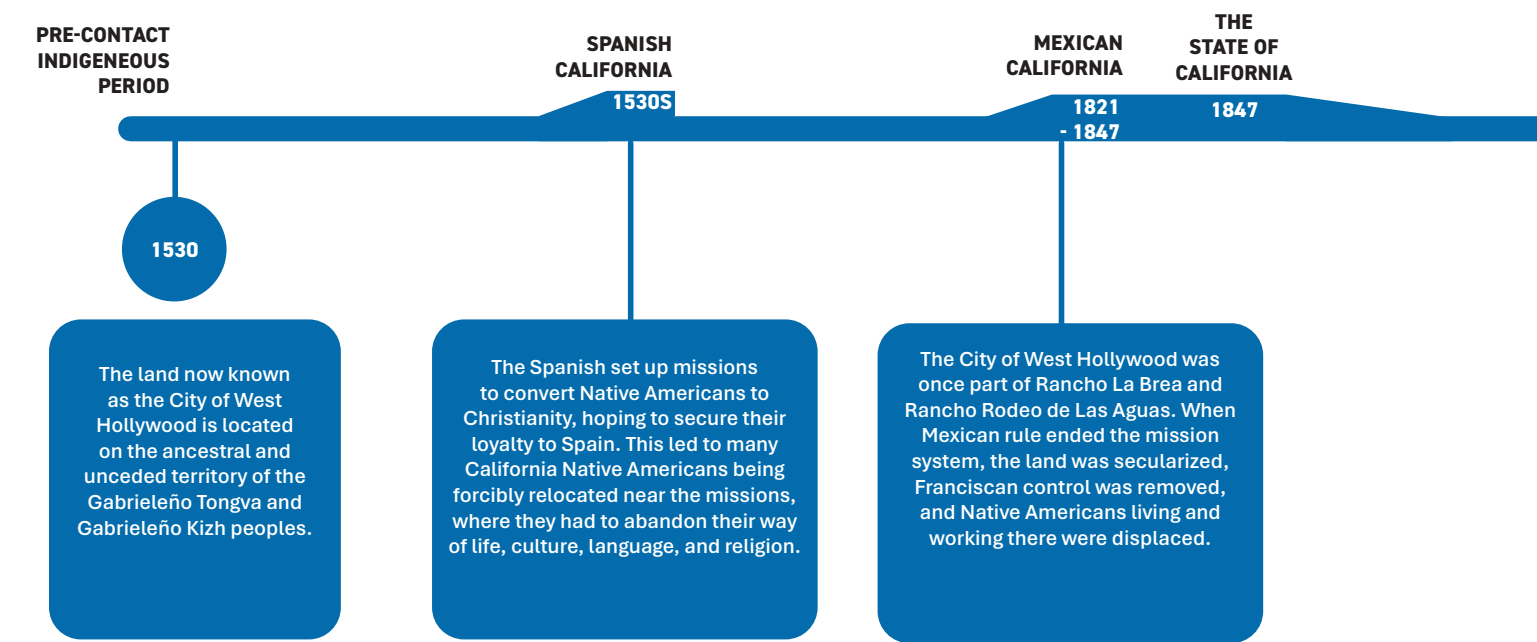 PRE-CONTACT
INDIGENEOUS
PERIOD
1530
The land now known
as the City of West
Hollywood is located
on the ancestral and
unceded territory of the
Gabrieleño Tongva and
Gabrieleño Kizh peoples.
SPANISH
CALIFORNIA
1530S
The Spanish set up missions
to convert Native Americans to
Christianity, hoping to secure their
loyalty to Spain. This led to many
California Native Americans being
forcibly relocated near the missions,
where they had to abandon their way
of life, culture, language, and religion.
MEXICAN
CALIFORNIA
1821
- 1847
The City of West Hollywood was
once part of Rancho La Brea and
Rancho Rodeo de Las Aguas. When
Mexican rule ended the mission
system, the land was secularized,
Franciscan control was removed,
and Native Americans living and
working there were displaced.
THE
STATE OF
CALIFORNIA
1847